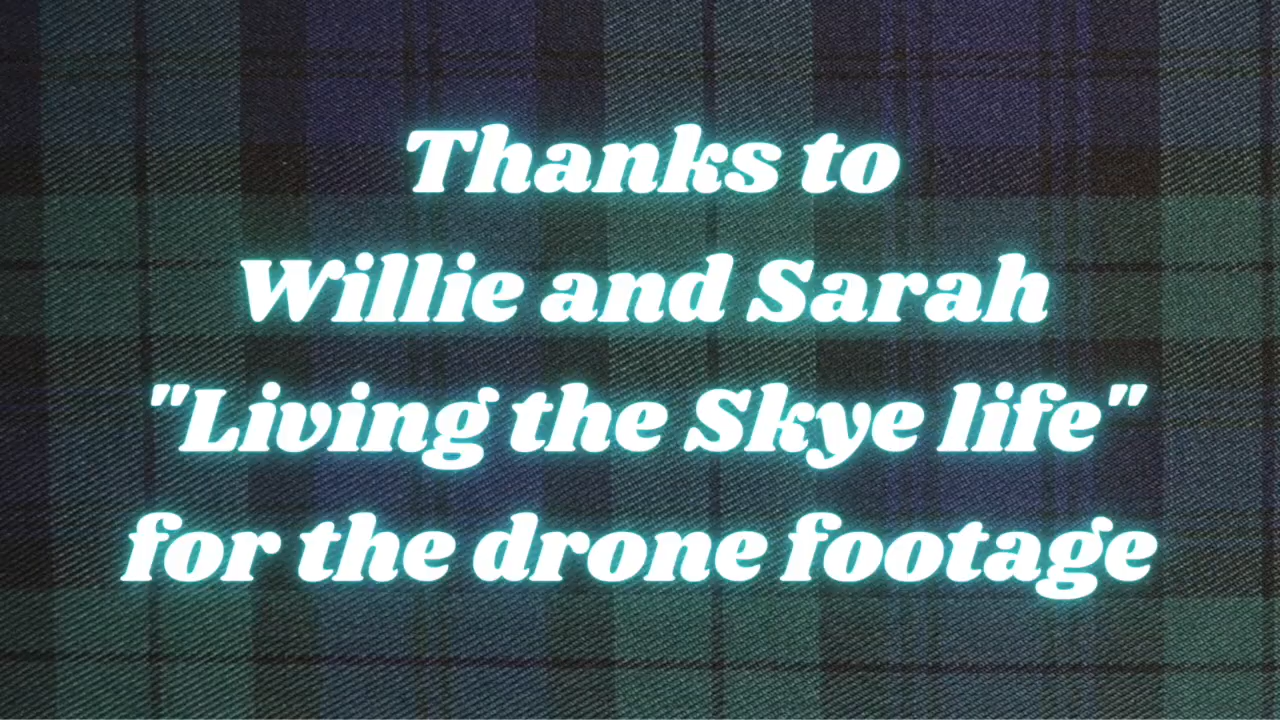 Thanks to
Willie and Sarah
"Living the Skye life"
for the drone footage